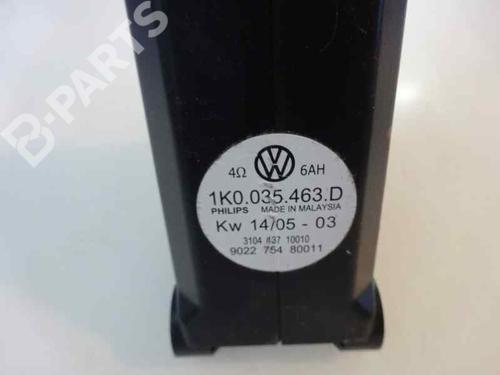 B-PARTS
4Ω 6AH
1K0.035.463.D
PHILIPS MADE IN MALAYSIA
Kw 14/05 - 03
3104 437 10010
9022 754 80011